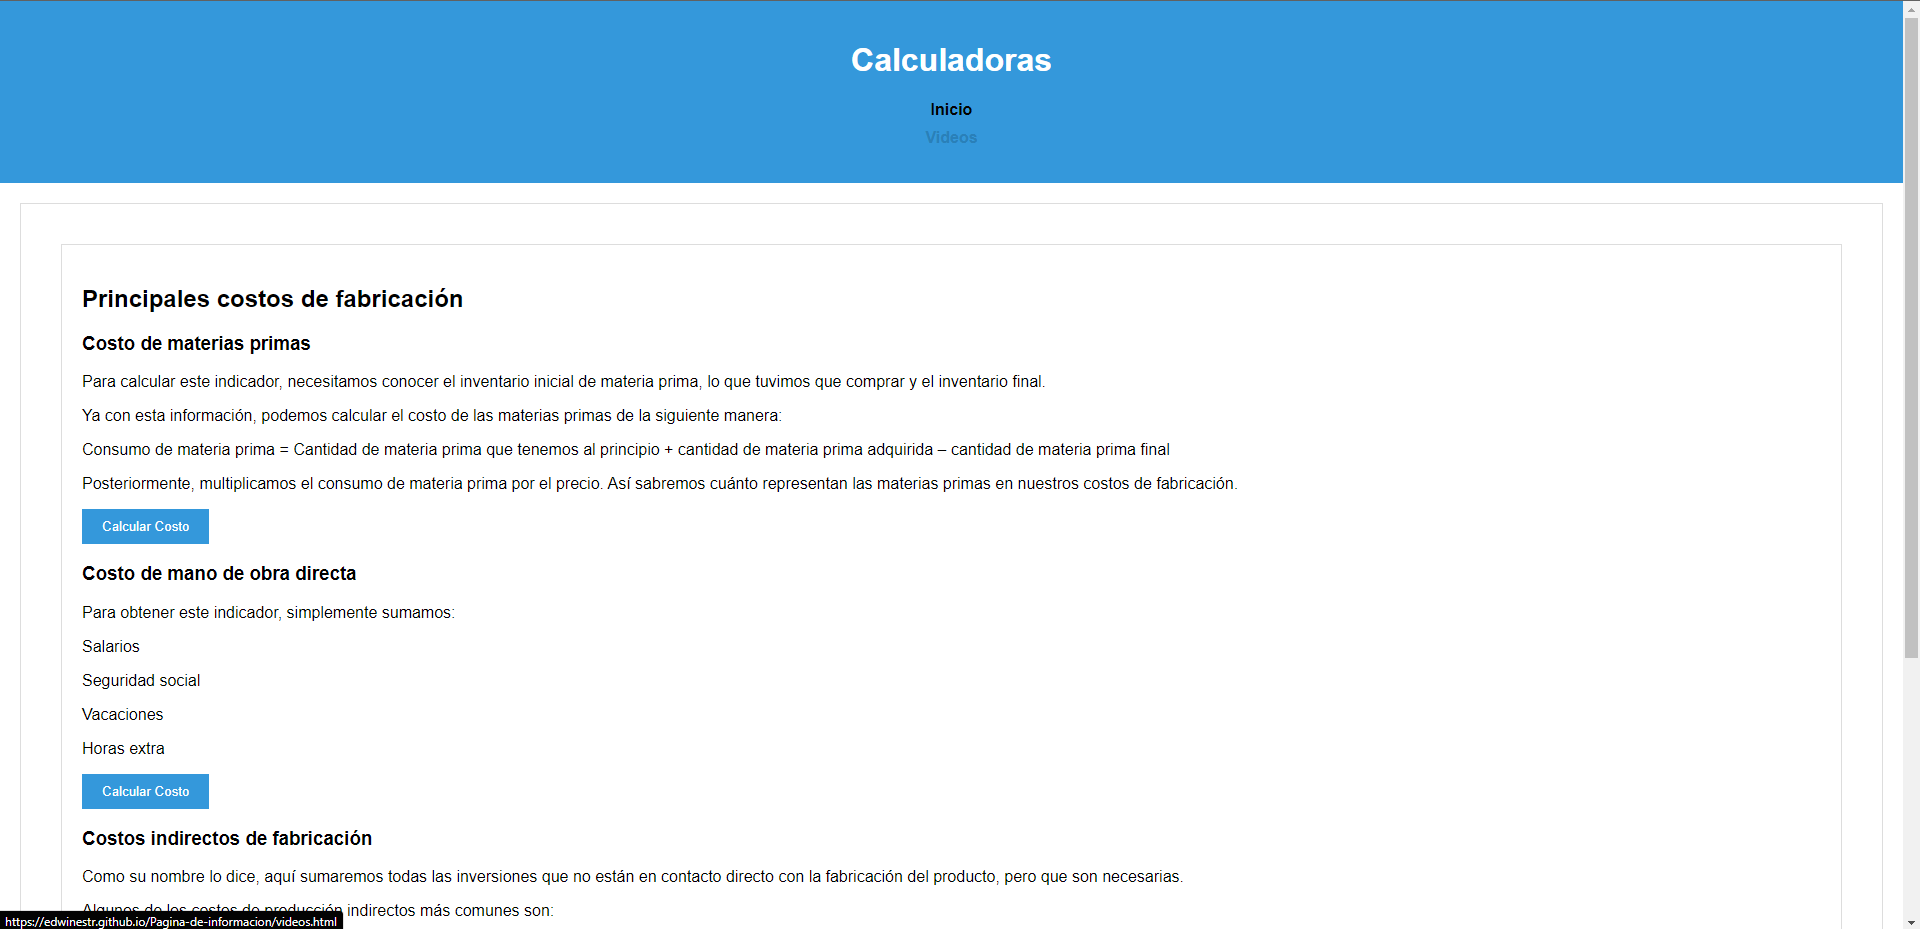 Calculadoras
Inicio
Videos
Principales costos de fabricación
Costo de materias primas
Para calcular este indicador, necesitamos conocer el inventario inicial de materia prima, lo que tuvimos que comprar y el inventario final.
Ya con esta información, podemos calcular el costo de las materias primas de la siguiente manera:
Consumo de materia prima = Cantidad de materia prima que tenemos al principio + cantidad de materia prima adquirida – cantidad de materia prima final
Posteriormente, multiplicamos el consumo de materia prima por el precio. Así sabremos cuánto representan las materias primas en nuestros costos de fabricación.
Calcular Costo
Costo de mano de obra directa
Para obtener este indicador, simplemente sumamos:
Salarios
Seguridad social
Vacaciones
Horas extra
Calcular Costo
Costos indirectos de fabricación
Como su nombre lo dice, aquí sumaremos todas las inversiones que no están en contacto directo con la fabricación del producto, pero que son necesarias.
Algunos de los costos de producción indirectos más comunes son:
https://edwinestr.github.io/Pagina-de-informacion/videos.html